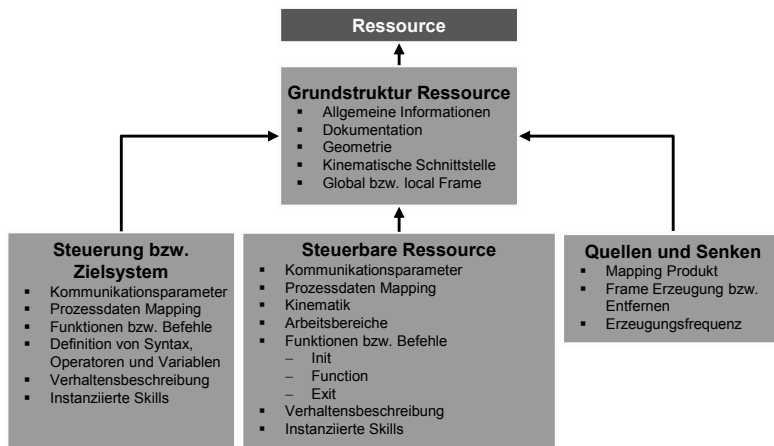 Ressource
Grundstruktur Ressource
▪ Allgemeine Informationen
▪ Dokumentation
▪ Geometrie
▪ Kinematische Schnittstelle
▪ Global bzw. local Frame
Steuerung bzw.
Zielsystem
▪ Kommunikationsparameter
▪ Prozessdaten Mapping
▪ Funktionen bzw. Befehle
▪ Definition von Syntax,
Operatoren und Variablen
▪ Verhaltensbeschreibung
▪ Instanziierte Skills
Steuerbare Ressource
▪ Kommunikationsparameter
▪ Prozessdaten Mapping
▪ Kinematik
▪ Arbeitsbereiche
▪ Funktionen bzw. Befehle
– Init
– Function
– Exit
▪ Verhaltensbeschreibung
▪ Instanziierte Skills
Quellen und Senken
▪ Mapping Produkt
▪ Frame Erzeugung bzw.
Entfernen
▪ Erzeugungsfrequenz